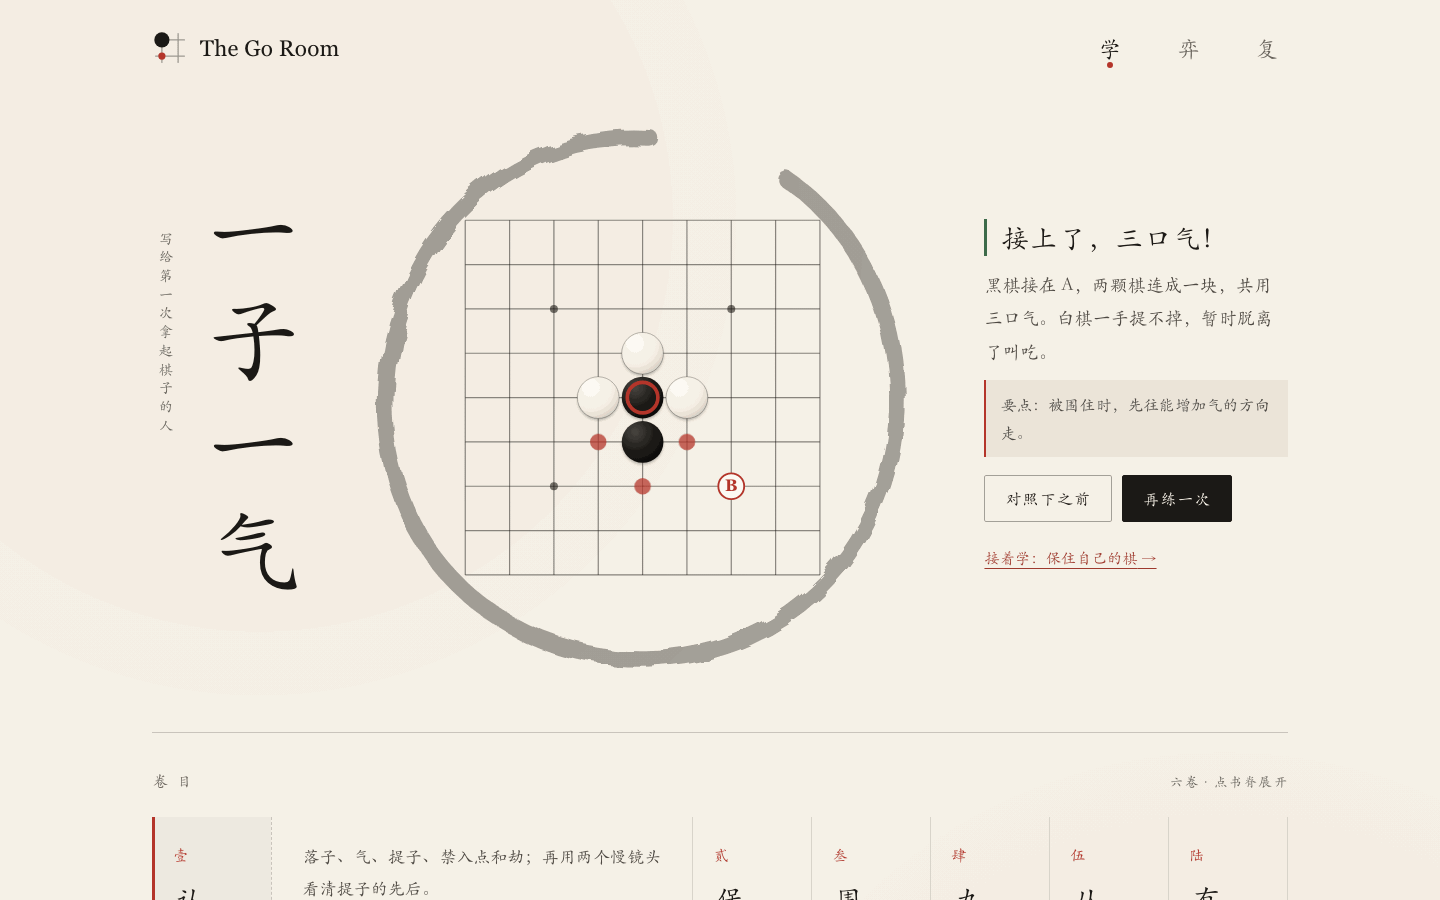 The Go Room
学
弈
复
一子一气
写给第一次拿起棋子的人
接上了，三口气！
黑棋接在 A，两颗棋连成一块，共用
三口气。白棋一手提不掉，暂时脱离
了叫吃。
要点：被围住时，先往能增加气的方向
走。
对照下之前
再练一次
接着学：保住自己的棋 →
B
卷目
六卷 · 点书脊展开
壹
落子、气、提子、禁入点和劫；再用两个慢镜头
看清提子的先后。
贰
叁
肆
伍
陆